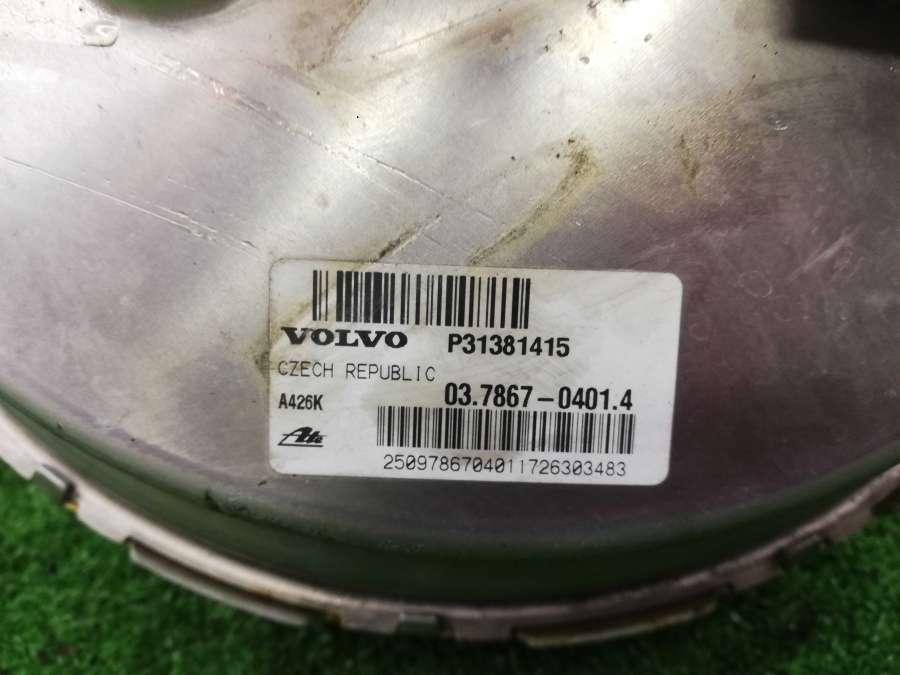 VOLVO P31381415
CZECH REPUBLIC
A426K 03.7867-0401.4
Ate
25097867040117263034​83